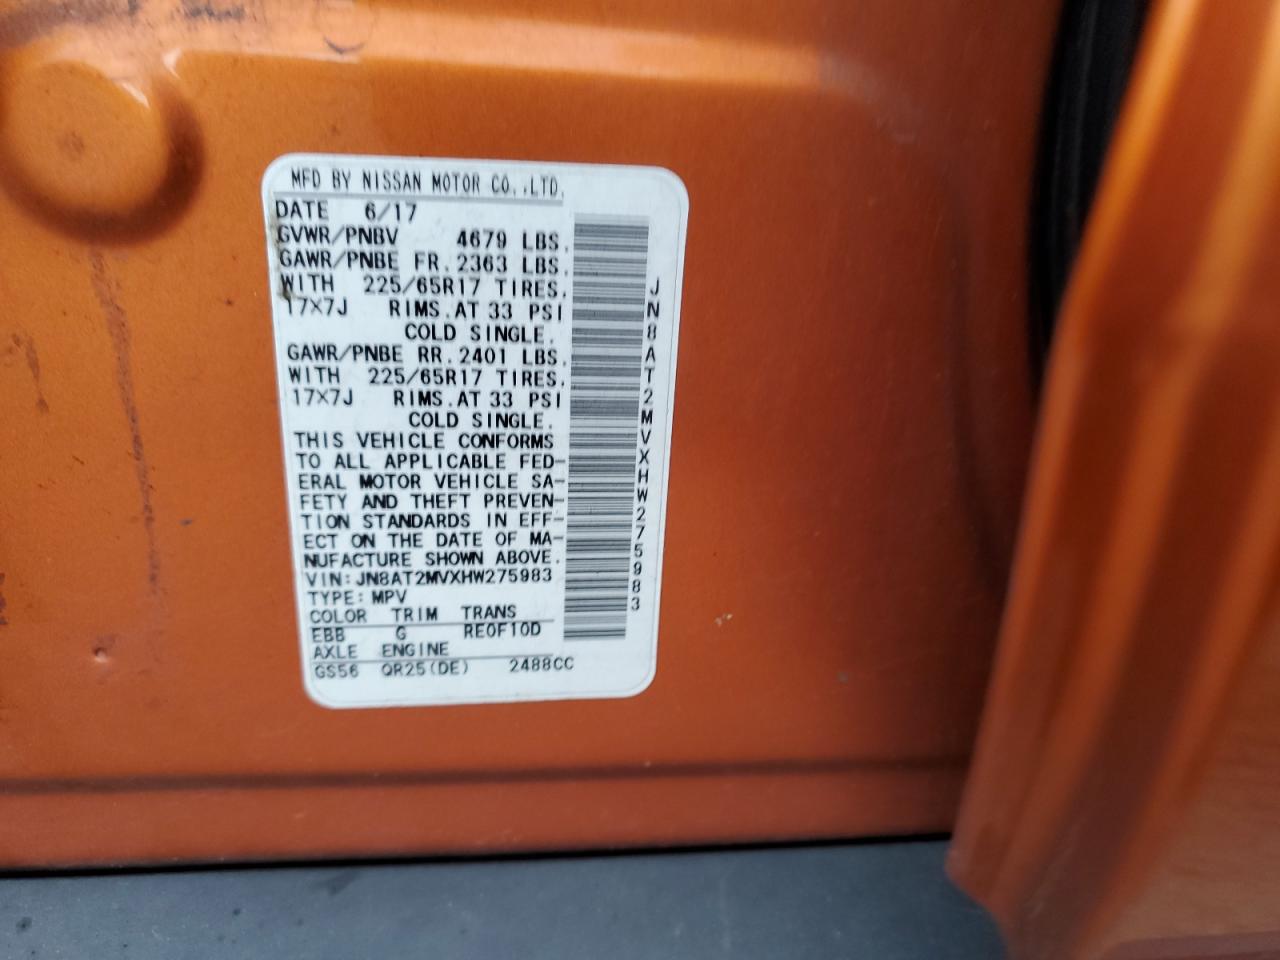 MFD BY NISSAN MOTOR CO.,LTD.
DATE 6/17
GVWR/PNBV 4679 LBS.
GAWR/PNBE FR. 2363 LBS.
WITH 225/65R17 TIRES,
17X7J RIMS.AT 33 PSI
COLD SINGLE.
GAWR/PNBE RR. 2401 LBS.
WITH 225/65R17 TIRES,
17X7J RIMS.AT 33 PSI
COLD SINGLE.
THIS VEHICLE CONFORMS
TO ALL APPLICABLE FED-
ERAL MOTOR VEHICLE SA-
FETY AND THEFT PREVEN-
TION STANDARDS IN EFF-
ECT ON THE DATE OF MA-
NUFACTURE SHOWN ABOVE.
VIN: JN8AT2MVXHW275983
TYPE: MPV
COLOR TRIM TRANS
EBB G RE0F10D
AXLE ENGINE
GS56 QR25(DE) 2488CC
JN8AT2MVXHW275983